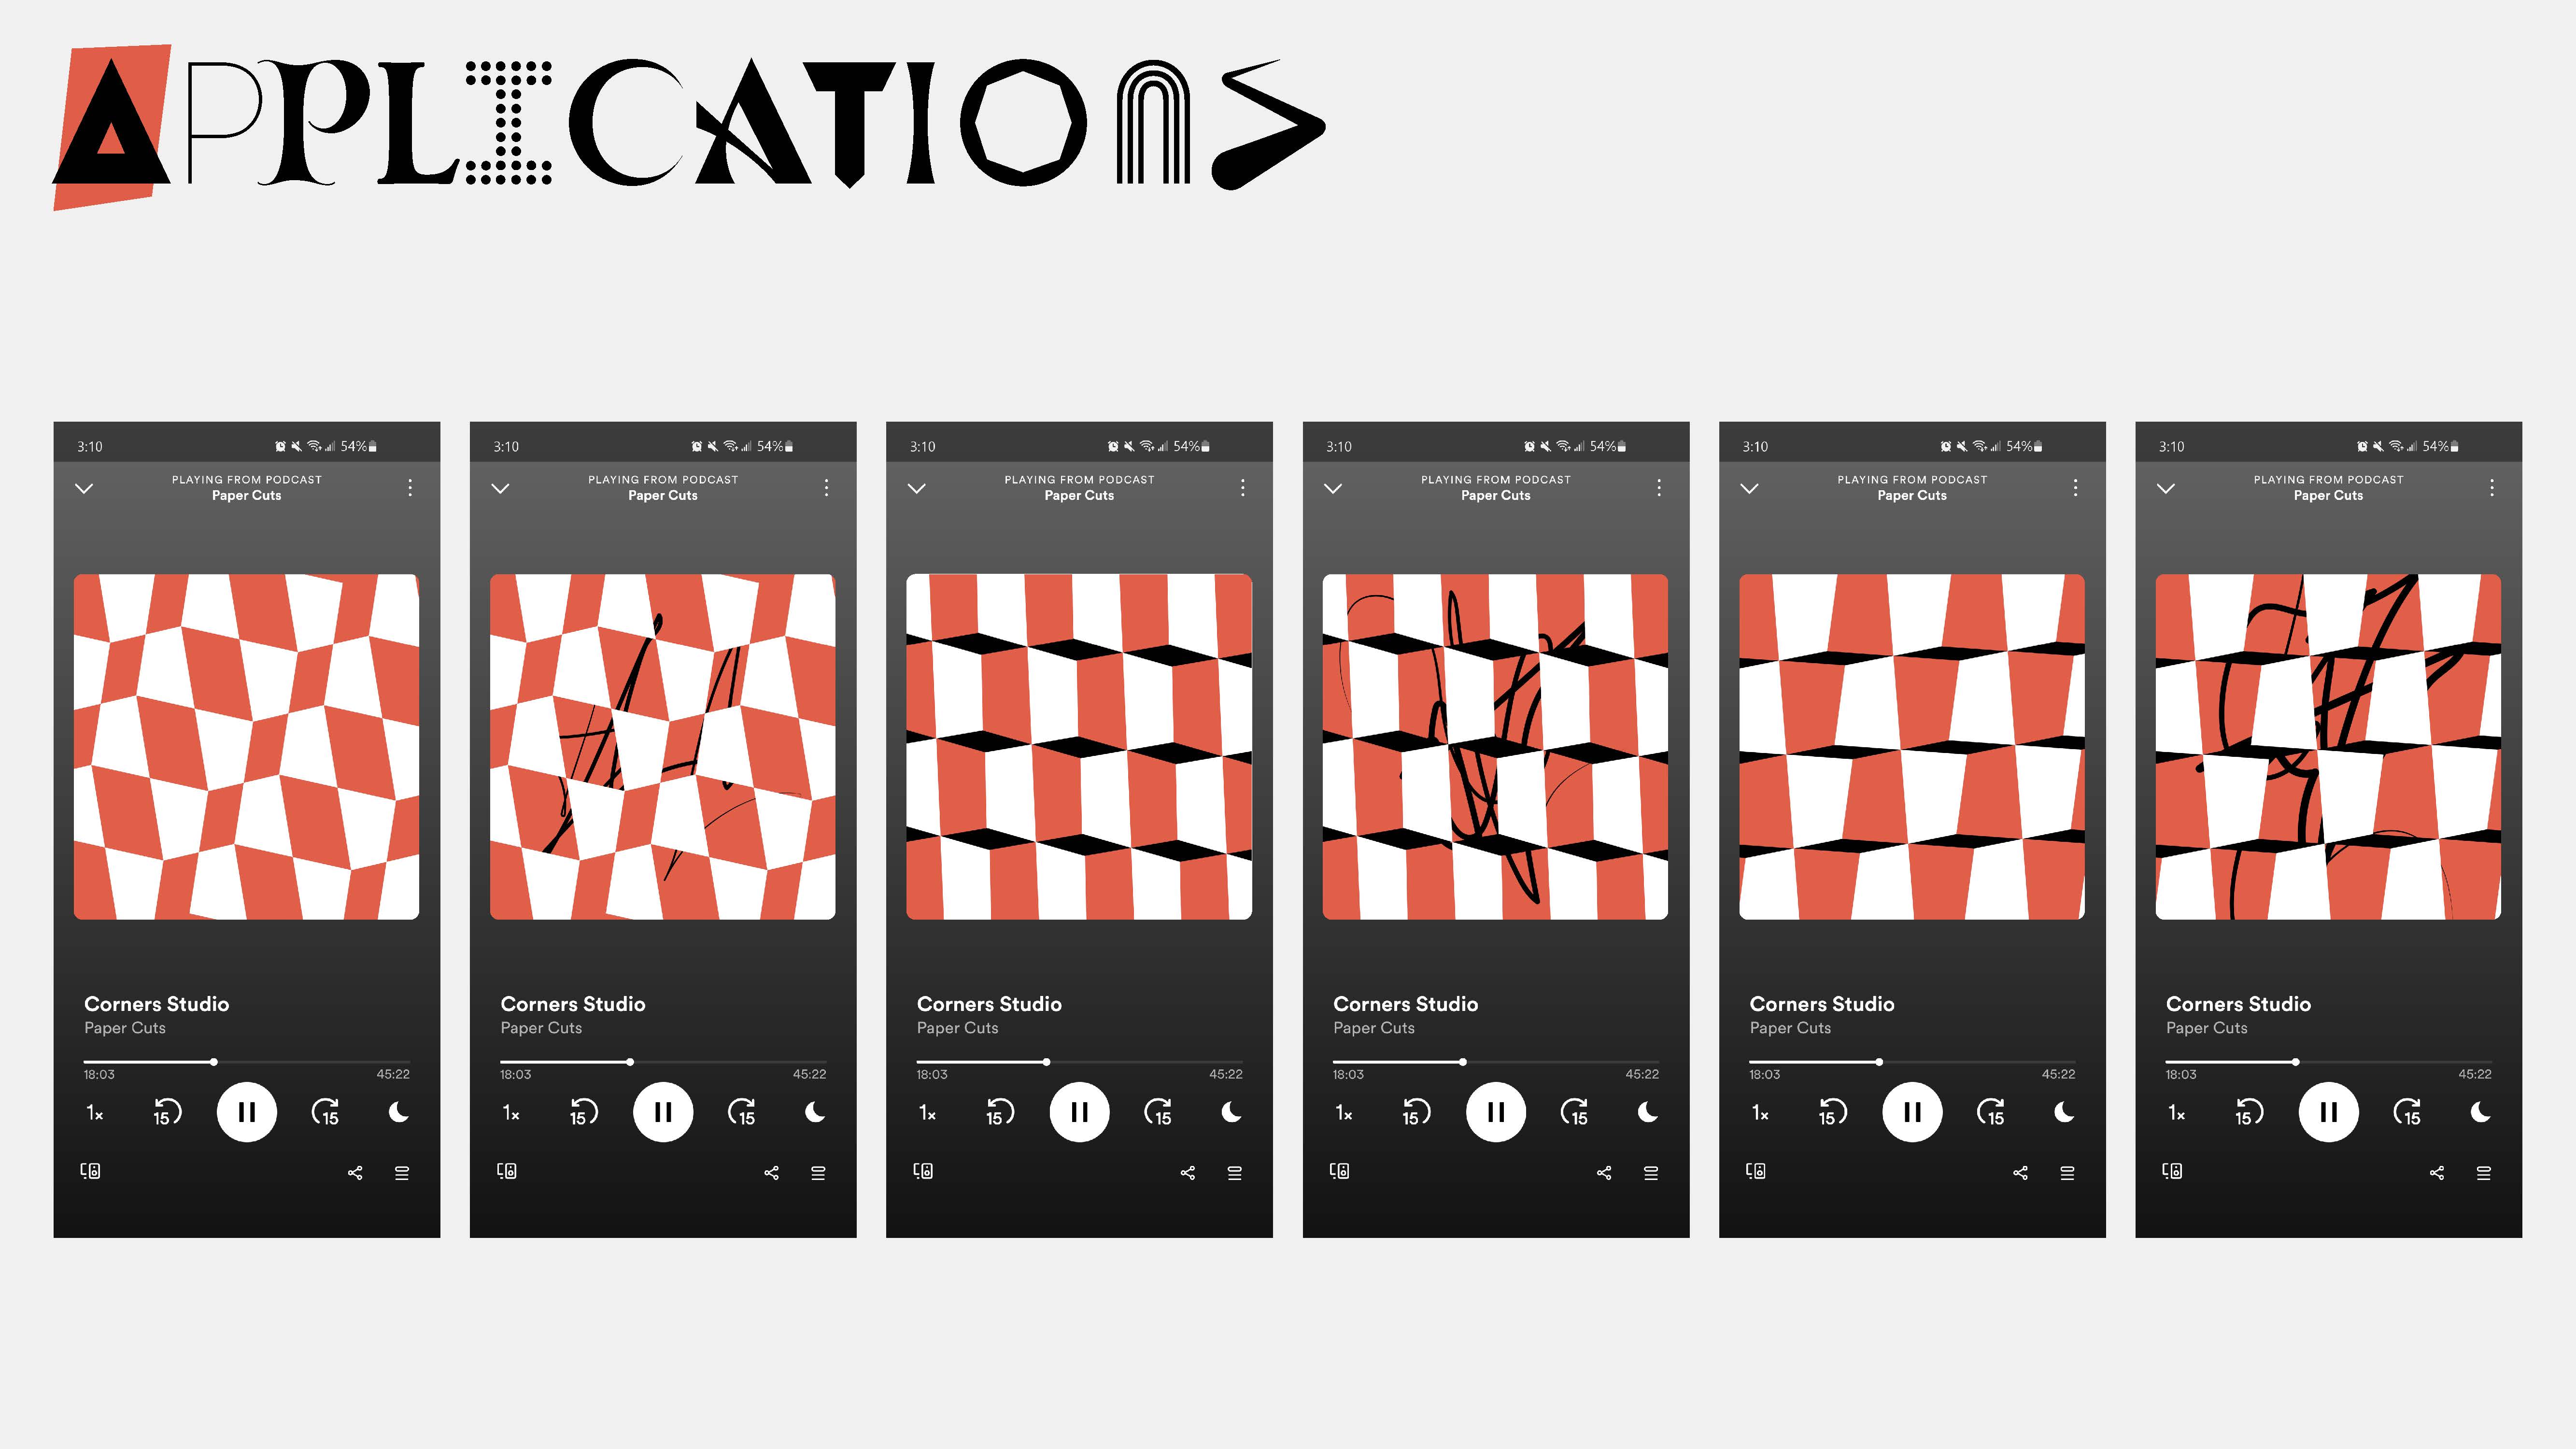 APPLICATIONS
3:10 54%
PLAYING FROM PODCAST
Paper Cuts
Corners Studio
Paper Cuts
18:03 45:22
1x 15 15
3:10 54%
PLAYING FROM PODCAST
Paper Cuts
Corners Studio
Paper Cuts
18:03 45:22
1x 15 15
3:10 54%
PLAYING FROM PODCAST
Paper Cuts
Corners Studio
Paper Cuts
18:03 45:22
1x 15 15
3:10 54%
PLAYING FROM PODCAST
Paper Cuts
Corners Studio
Paper Cuts
18:03 45:22
1x 15 15
3:10 54%
PLAYING FROM PODCAST
Paper Cuts
Corners Studio
Paper Cuts
18:03 45:22
1x 15 15
3:10 54%
PLAYING FROM PODCAST
Paper Cuts
Corners Studio
Paper Cuts
18:03 45:22
1x 15 15